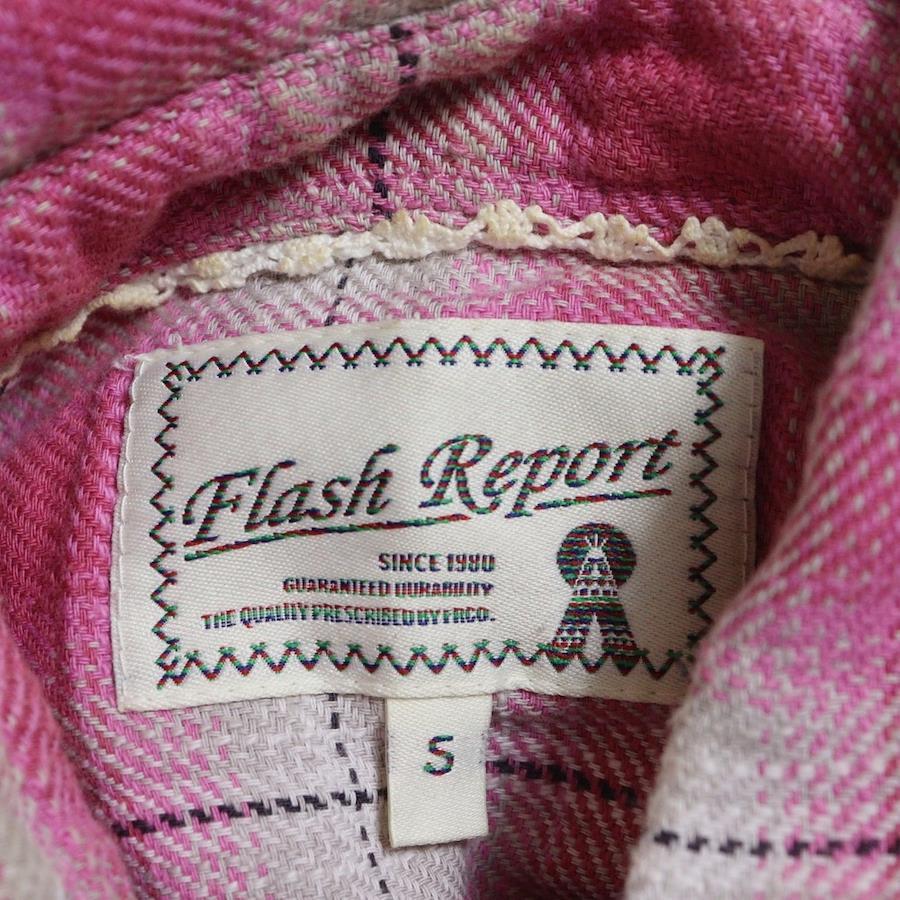 Flash Report
SINCE 1980
GUARANTEED DURABILITY
THE QUALITY PRESCRIBED BY FRCO.
S